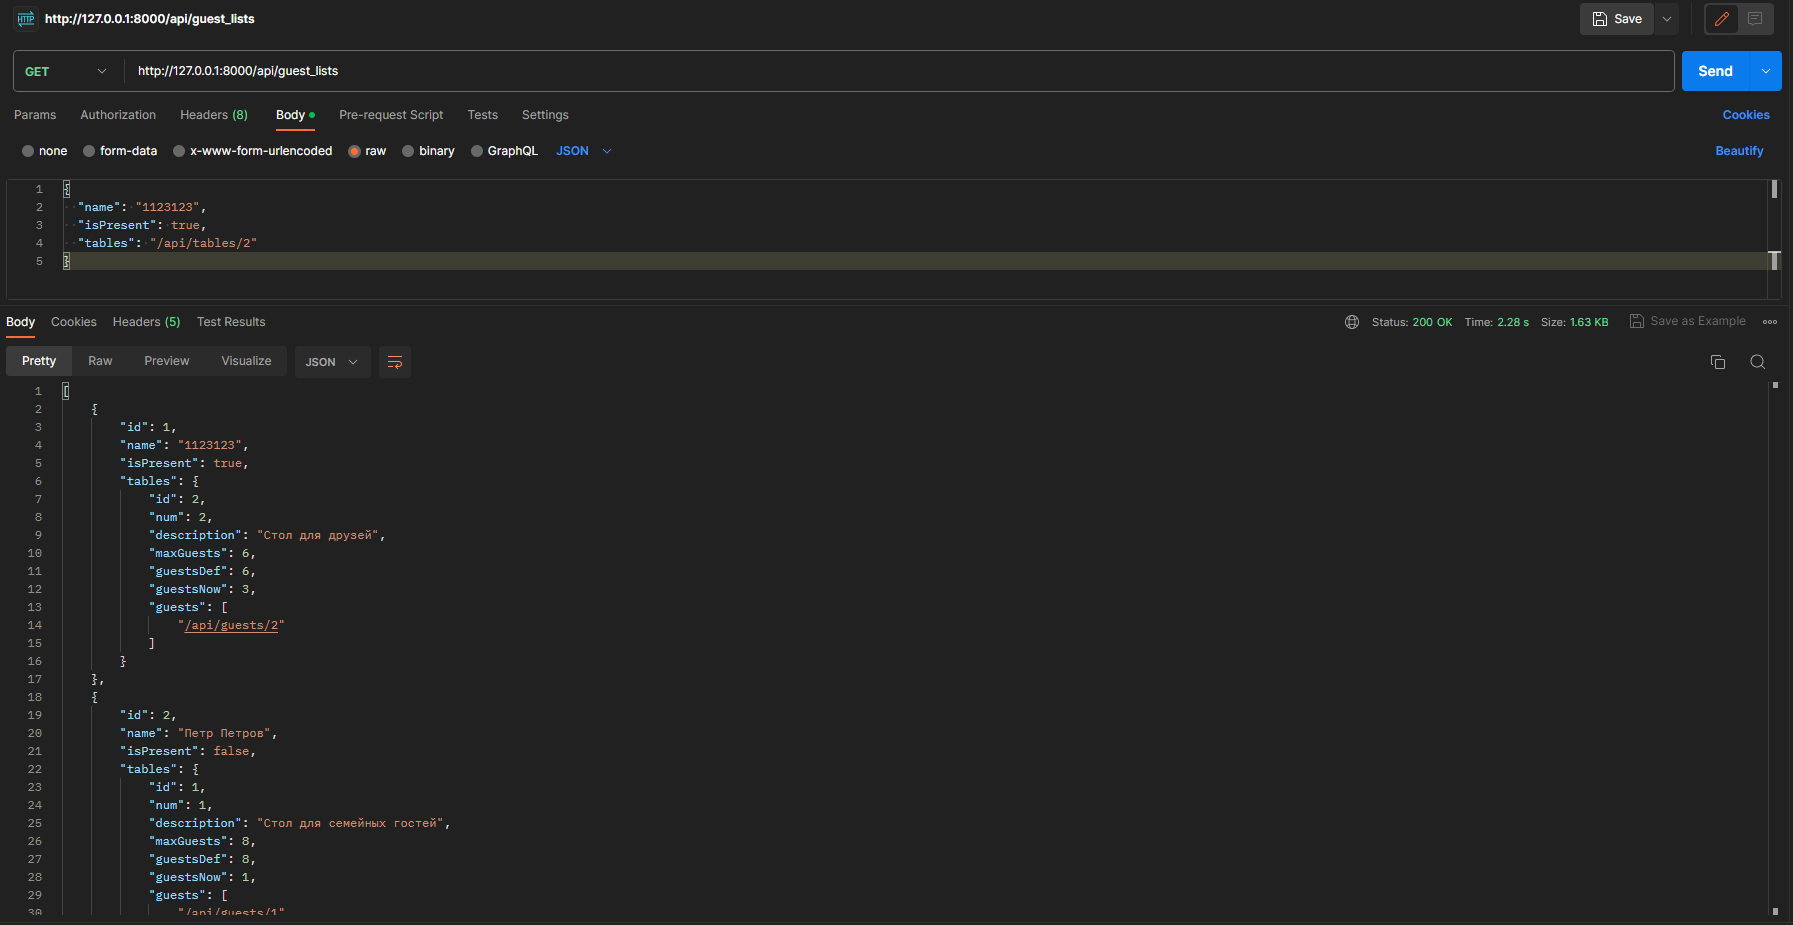 HTTP http://127.0.0.1:8000/api/guest_lists Save
GET http://127.0.0.1:8000/api/guest_lists Send
Params Authorization Headers (8) Body Pre-request Script Tests Settings Cookies
none form-data x-www-form-urlencoded raw binary GraphQL JSON Beautify
1 {
2 "name": "1123123",
3 "isPresent": true,
4 "tables": "/api/tables/2"
5 }
Body Cookies Headers (5) Test Results Status: 200 OK Time: 2.28 s Size: 1.63 KB Save as Example
Pretty Raw Preview Visualize JSON
1 [
2 {
3 "id": 1,
4 "name": "1123123",
5 "isPresent": true,
6 "tables": {
7 "id": 2,
8 "num": 2,
9 "description": "Стол для друзей",
10 "maxGuests": 6,
11 "guestsDef": 6,
12 "guestsNow": 3,
13 "guests": [
14 "/api/guests/2"
15 ]
16 }
17 },
18 {
19 "id": 2,
20 "name": "Петр Петров",
21 "isPresent": false,
22 "tables": {
23 "id": 1,
24 "num": 1,
25 "description": "Стол для семейных гостей",
26 "maxGuests": 8,
27 "guestsDef": 8,
28 "guestsNow": 1,
29 "guests": [
30 "/api/guests/1"